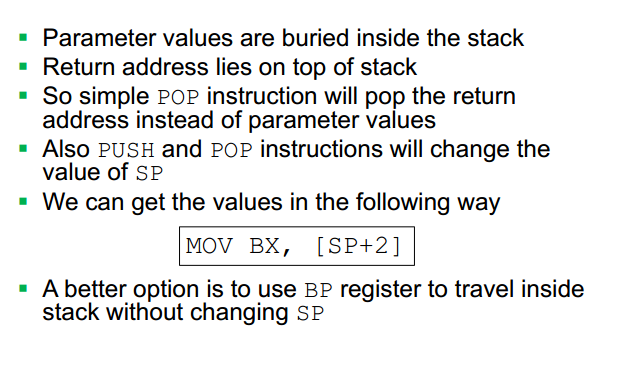 ▪ Parameter values are buried inside the stack
▪ Return address lies on top of stack
▪ So simple POP instruction will pop the return
address instead of parameter values
▪ Also PUSH and POP instructions will change the
value of SP
▪ We can get the values in the following way
MOV BX, [SP+2]
▪ A better option is to use BP register to travel inside
stack without changing SP